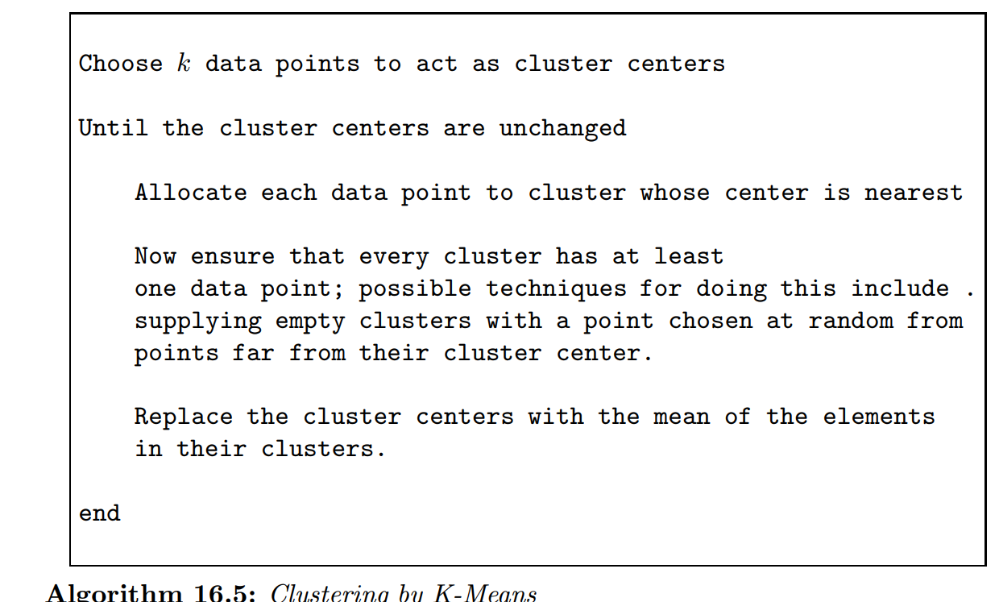 Choose k data points to act as cluster centers
Until the cluster centers are unchanged
Allocate each data point to cluster whose center is nearest
Now ensure that every cluster has at least
one data point; possible techniques for doing this include .
supplying empty clusters with a point chosen at random from
points far from their cluster center.
Replace the cluster centers with the mean of the elements
in their clusters.
end
Algorithm 16.5: Clustering by K-Means